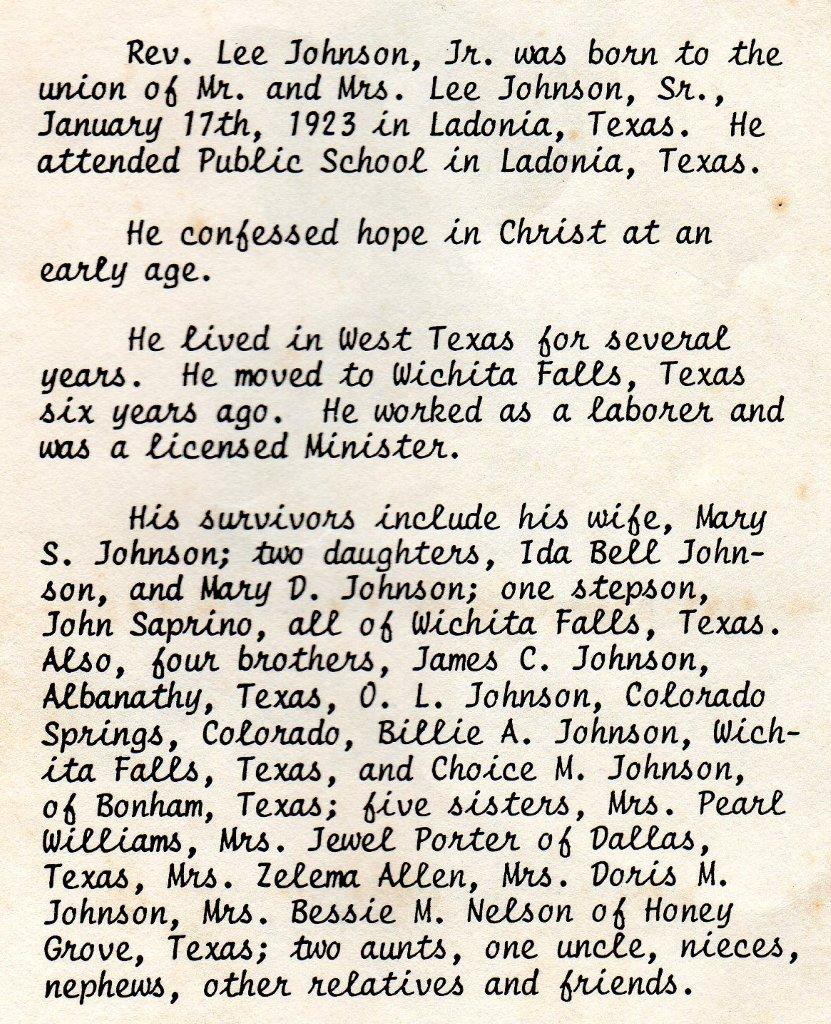 Rev. Lee Johnson, Jr. was born to the
union of Mr. and Mrs. Lee Johnson, Sr.,
January 17th, 1923 in Ladonia, Texas. He
attended Public School in Ladonia, Texas.
He confessed hope in Christ at an
early age.
He lived in West Texas for several
years. He moved to Wichita Falls, Texas
six years ago. He worked as a laborer and
was a licensed Minister.
His survivors include his wife, Mary
S. Johnson; two daughters, Ida Bell John-
son, and Mary D. Johnson; one stepson,
John Saprino, all of Wichita Falls, Texas.
Also, four brothers, James C. Johnson,
Albanathy, Texas, O. L. Johnson, Colorado
Springs, Colorado, Billie A. Johnson, Wich-
ita Falls, Texas, and Choice M. Johnson,
of Bonham, Texas; five sisters, Mrs. Pearl
Williams, Mrs. Jewel Porter of Dallas,
Texas, Mrs. Zelema Allen, Mrs. Doris M.
Johnson, Mrs. Bessie M. Nelson of Honey
Grove, Texas; two aunts, one uncle, nieces,
nephews, other relatives and friends.